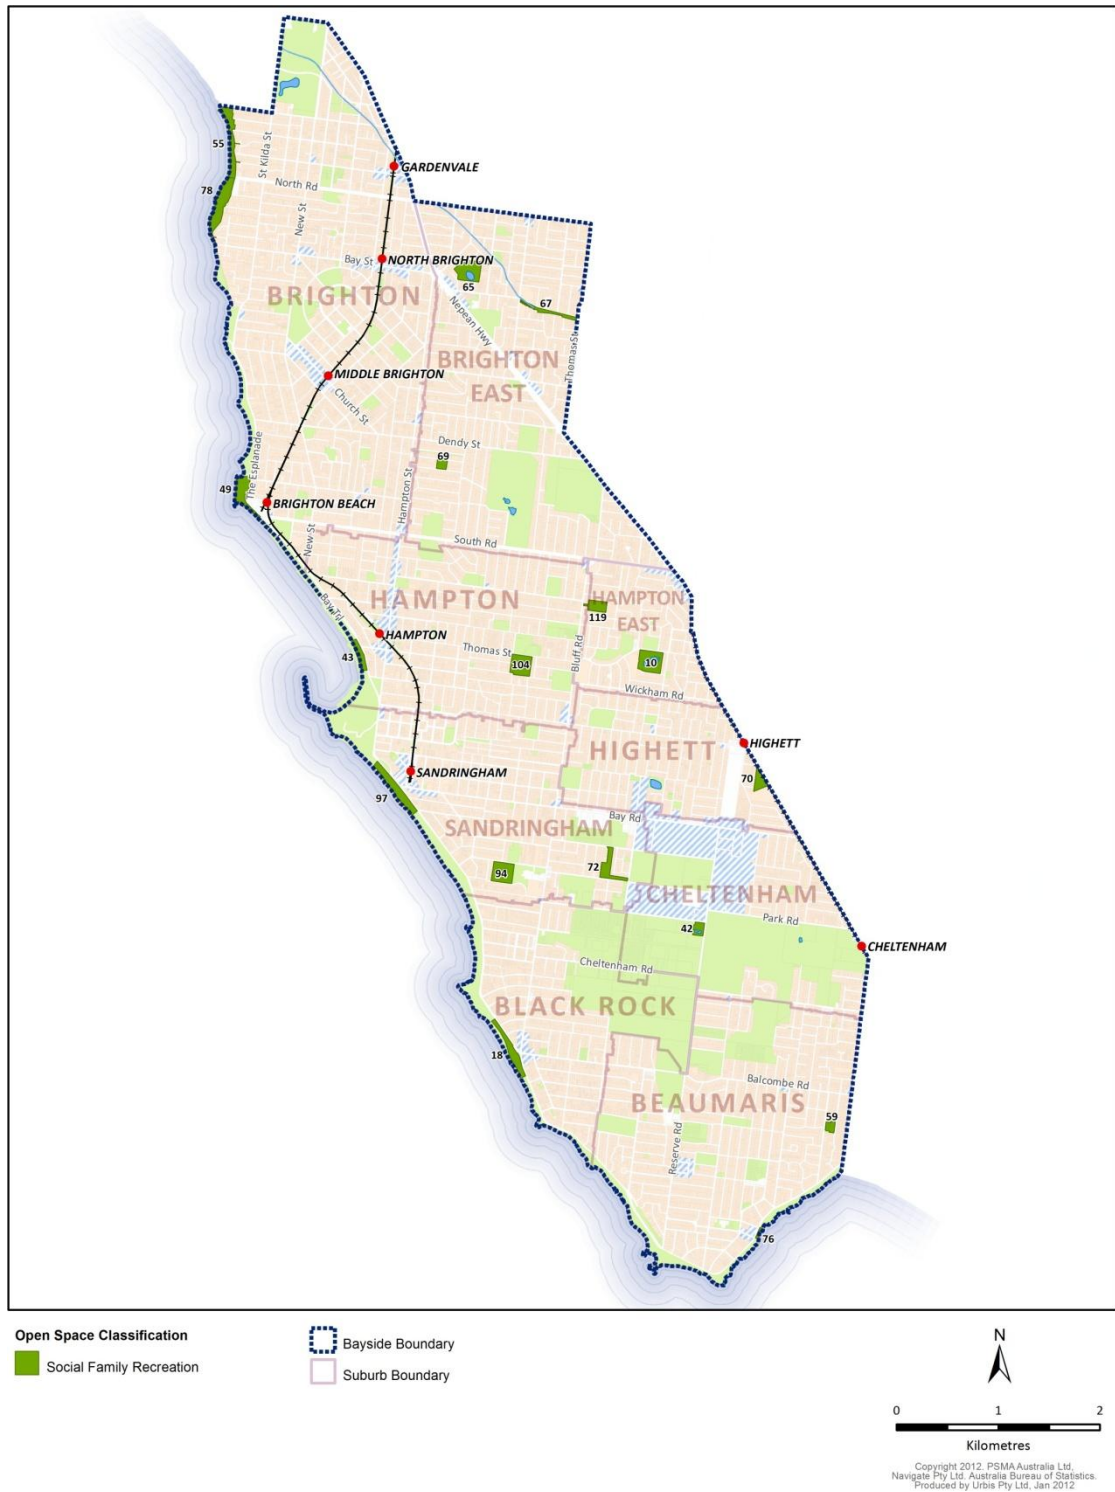 55
St Kilda St
GARDENVALE
78
North Rd
New St
Bay St
NORTH BRIGHTON
65
BRIGHTON
67
Nepean Hwy
Thomas St
BRIGHTON
EAST
MIDDLE BRIGHTON
Church St
Dendy St
69
The Esplanade
49
BRIGHTON BEACH
Hampton St
New St
South Rd
Bay Trl
HAMPTON
HAMPTON
EAST
119
HAMPTON
43
Thomas St
104
Bluff Rd
10
Wickham Rd
HIGHETT
HIGHETT
SANDRINGHAM
70
97
Bay Rd
SANDRINGHAM
94
72
CHELTENHAM
Park Rd
42
CHELTENHAM
Cheltenham Rd
BLACK ROCK
18
Balcombe Rd
BEAUMARIS
59
Reserve Rd
76
Open Space Classification
Social Family Recreation
Bayside Boundary
Suburb Boundary
N
0 1 2
Kilometres
Copyright 2012. PSMA Australia Ltd,
Navigate Pty Ltd. Australia Bureau of Statistics.
Produced by Urbis Pty Ltd, Jan 2012